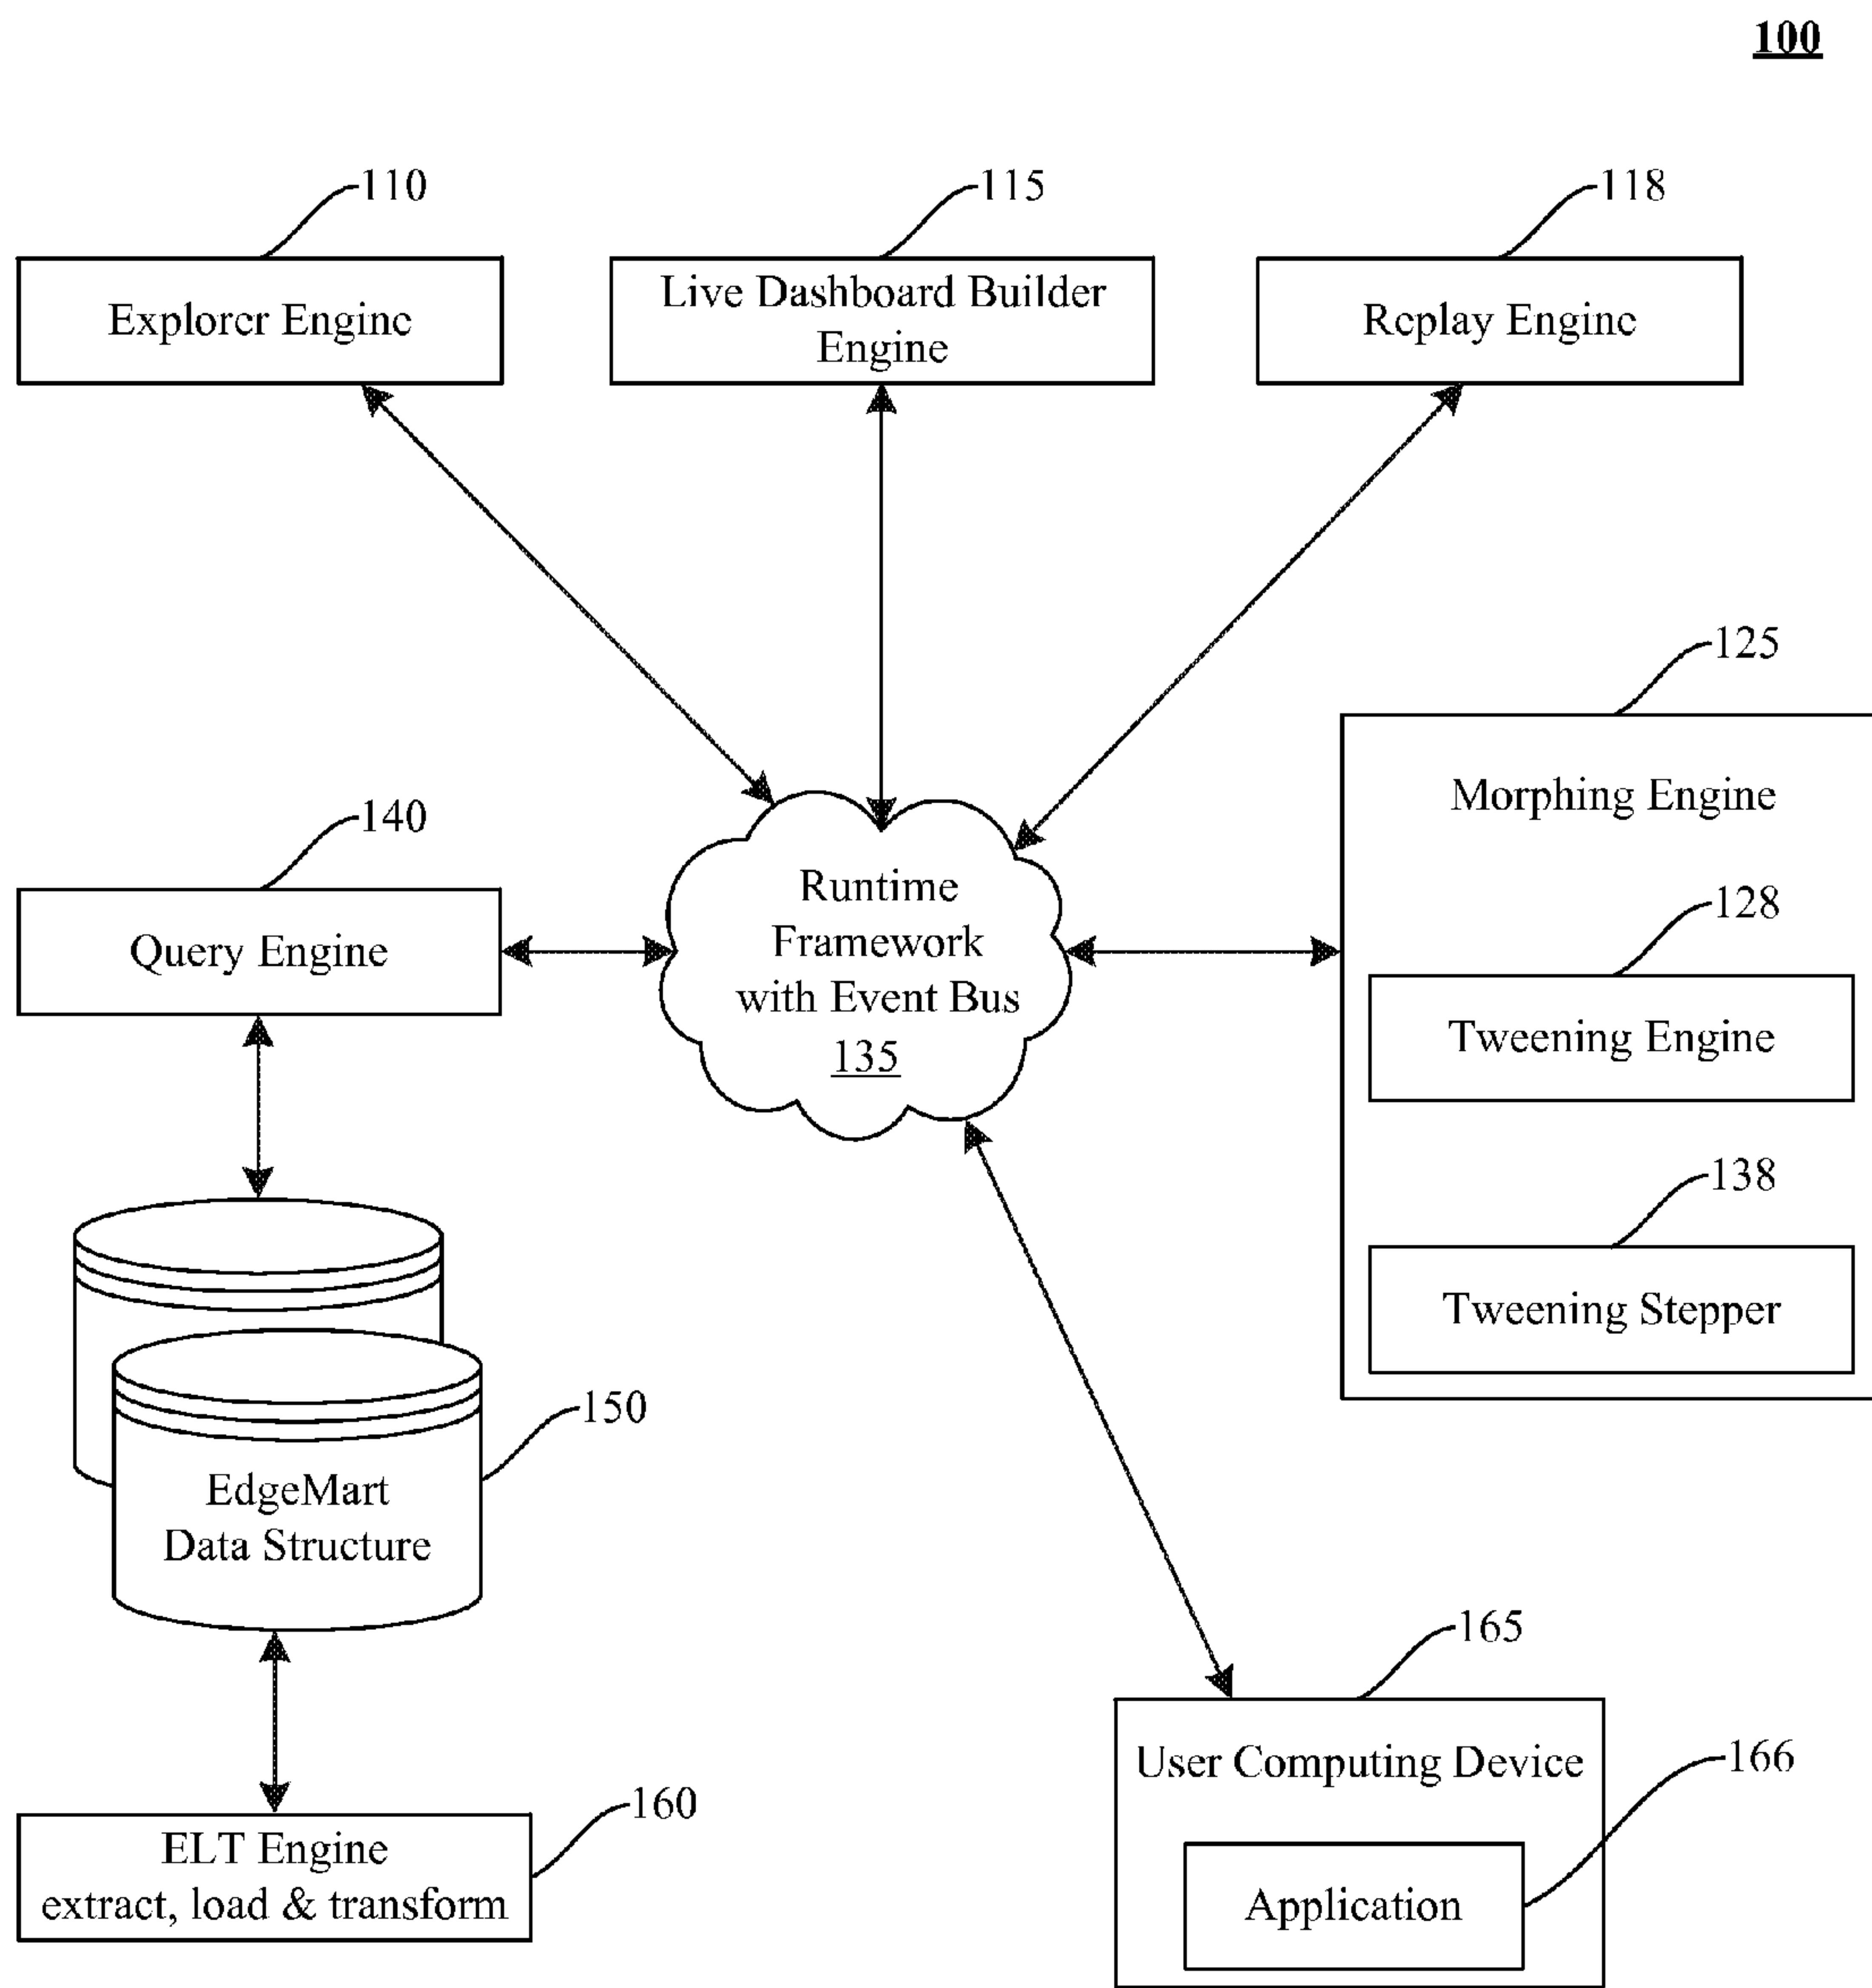 100
110
115
118
Explorer Engine
Live Dashboard Builder
Engine
Replay Engine
125
Morphing Engine
140
128
Query Engine
Runtime
Framework
with Event Bus
135
Tweening Engine
138
Tweening Stepper
150
EdgeMart
Data Structure
165
User Computing Device
166
160
ELT Engine
extract, load & transform
Application